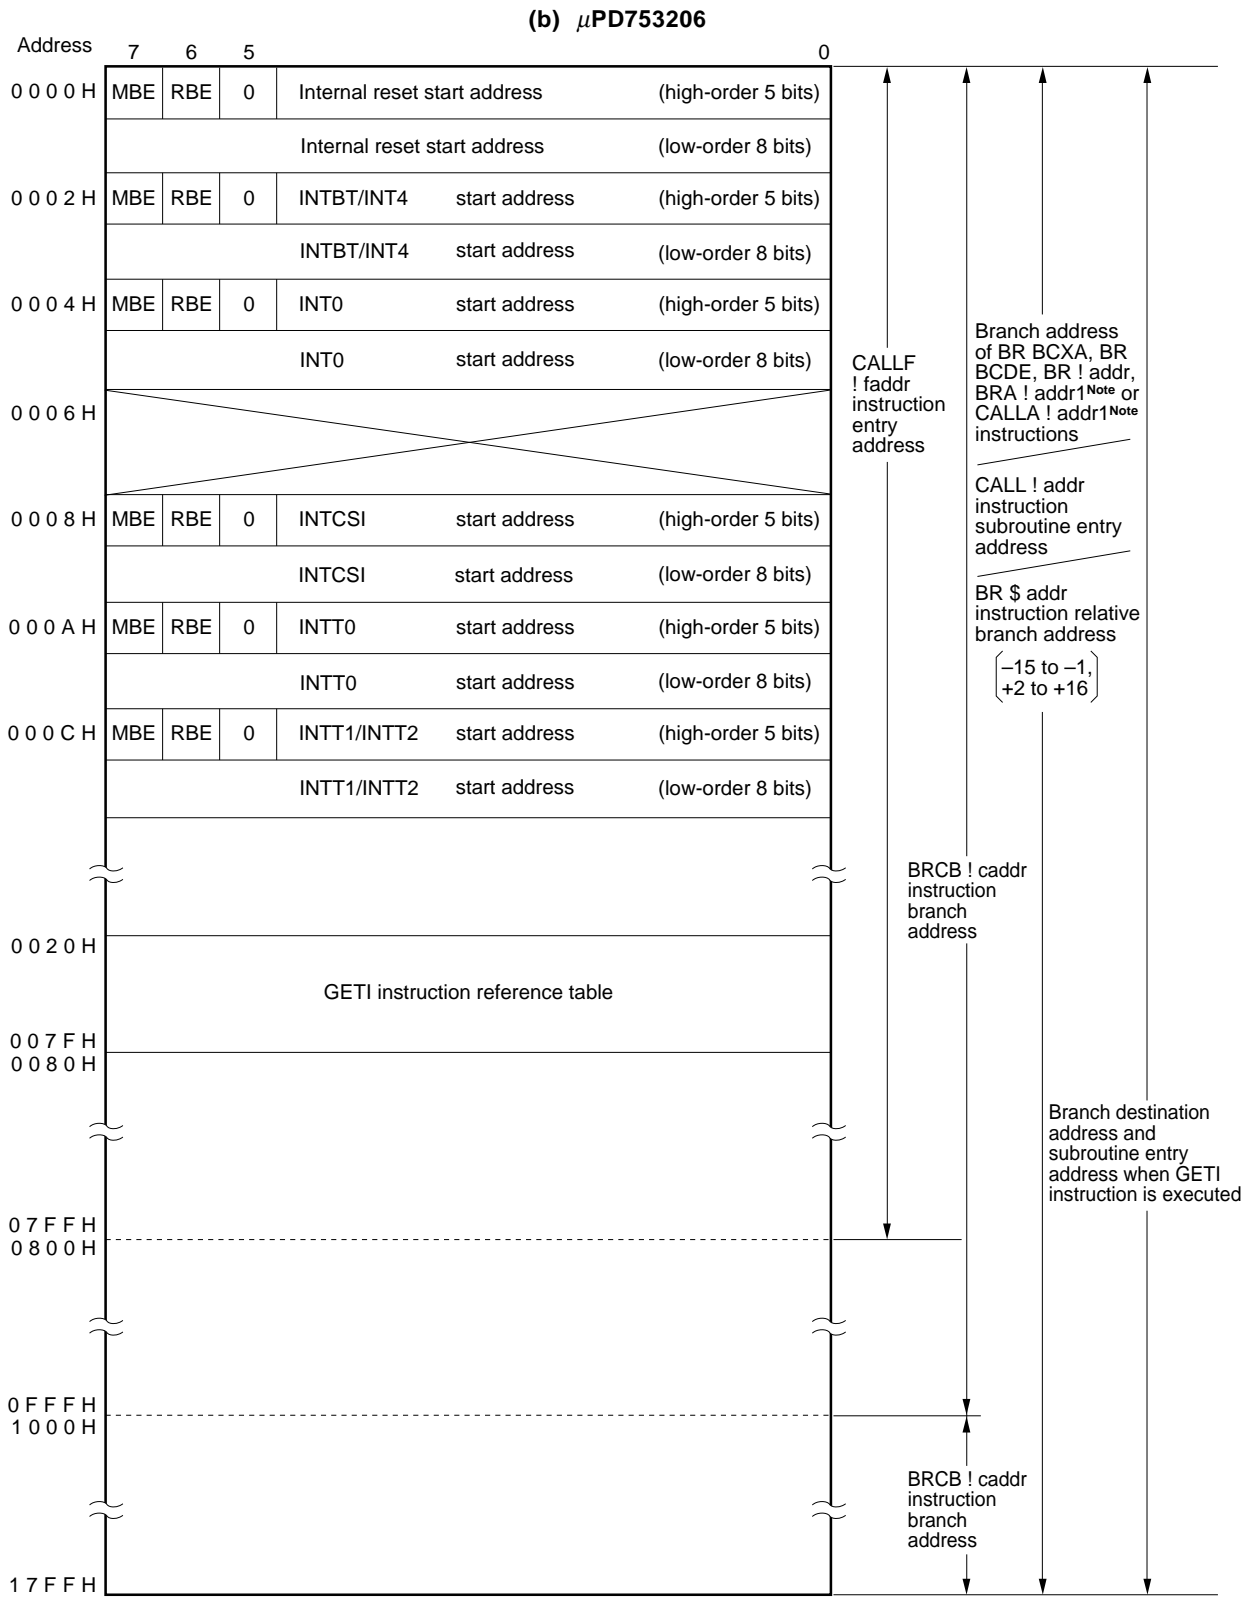 (b) μPD753206
Address 7 6 5 0
0000H MBE RBE 0 Internal reset start address (high-order 5 bits)
Internal reset start address (low-order 8 bits)
0002H MBE RBE 0 INTBT/INT4 start address (high-order 5 bits)
INTBT/INT4 start address (low-order 8 bits)
0004H MBE RBE 0 INT0 start address (high-order 5 bits)
INT0 start address (low-order 8 bits)
0006H
0008H MBE RBE 0 INTCSI start address (high-order 5 bits)
INTCSI start address (low-order 8 bits)
000AH MBE RBE 0 INTT0 start address (high-order 5 bits)
INTT0 start address (low-order 8 bits)
000CH MBE RBE 0 INTT1/INTT2 start address (high-order 5 bits)
INTT1/INTT2 start address (low-order 8 bits)
0020H
GETI instruction reference table
007FH
0080H
07FFH
0800H
0FFFH
1000H
17FFH
CALLF
! faddr
instruction
entry
address
Branch address
of BR BCXA, BR
BCDE, BR ! addr,
BRA ! addr1Note or
CALLA ! addr1Note
instructions
CALL ! addr
instruction
subroutine entry
address
BR $ addr
instruction relative
branch address
–15 to –1,
+2 to +16
BRCB ! caddr
instruction
branch
address
Branch destination
address and
subroutine entry
address when GETI
instruction is executed
BRCB ! caddr
instruction
branch
address